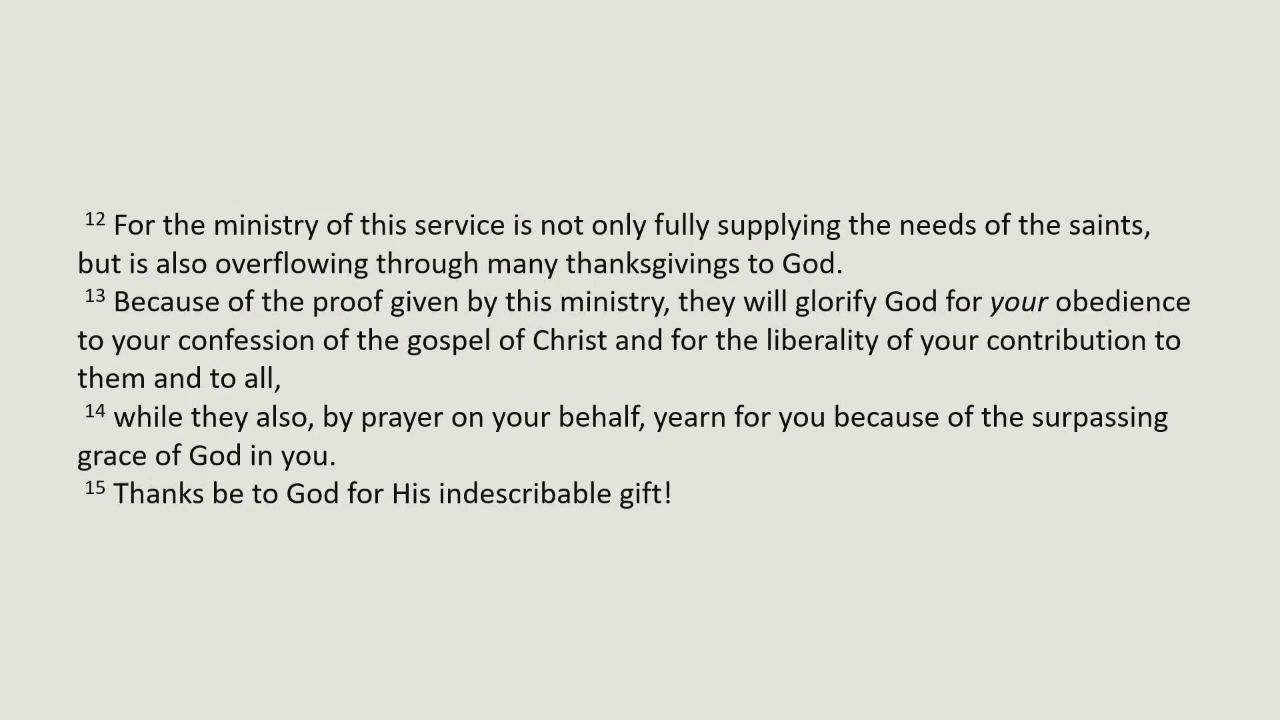 12 For the ministry of this service is not only fully supplying the needs of the saints,
but is also overflowing through many thanksgivings to God.
13 Because of the proof given by this ministry, they will glorify God for your obedience
to your confession of the gospel of Christ and for the liberality of your contribution to
them and to all,
14 while they also, by prayer on your behalf, yearn for you because of the surpassing
grace of God in you.
15 Thanks be to God for His indescribable gift!